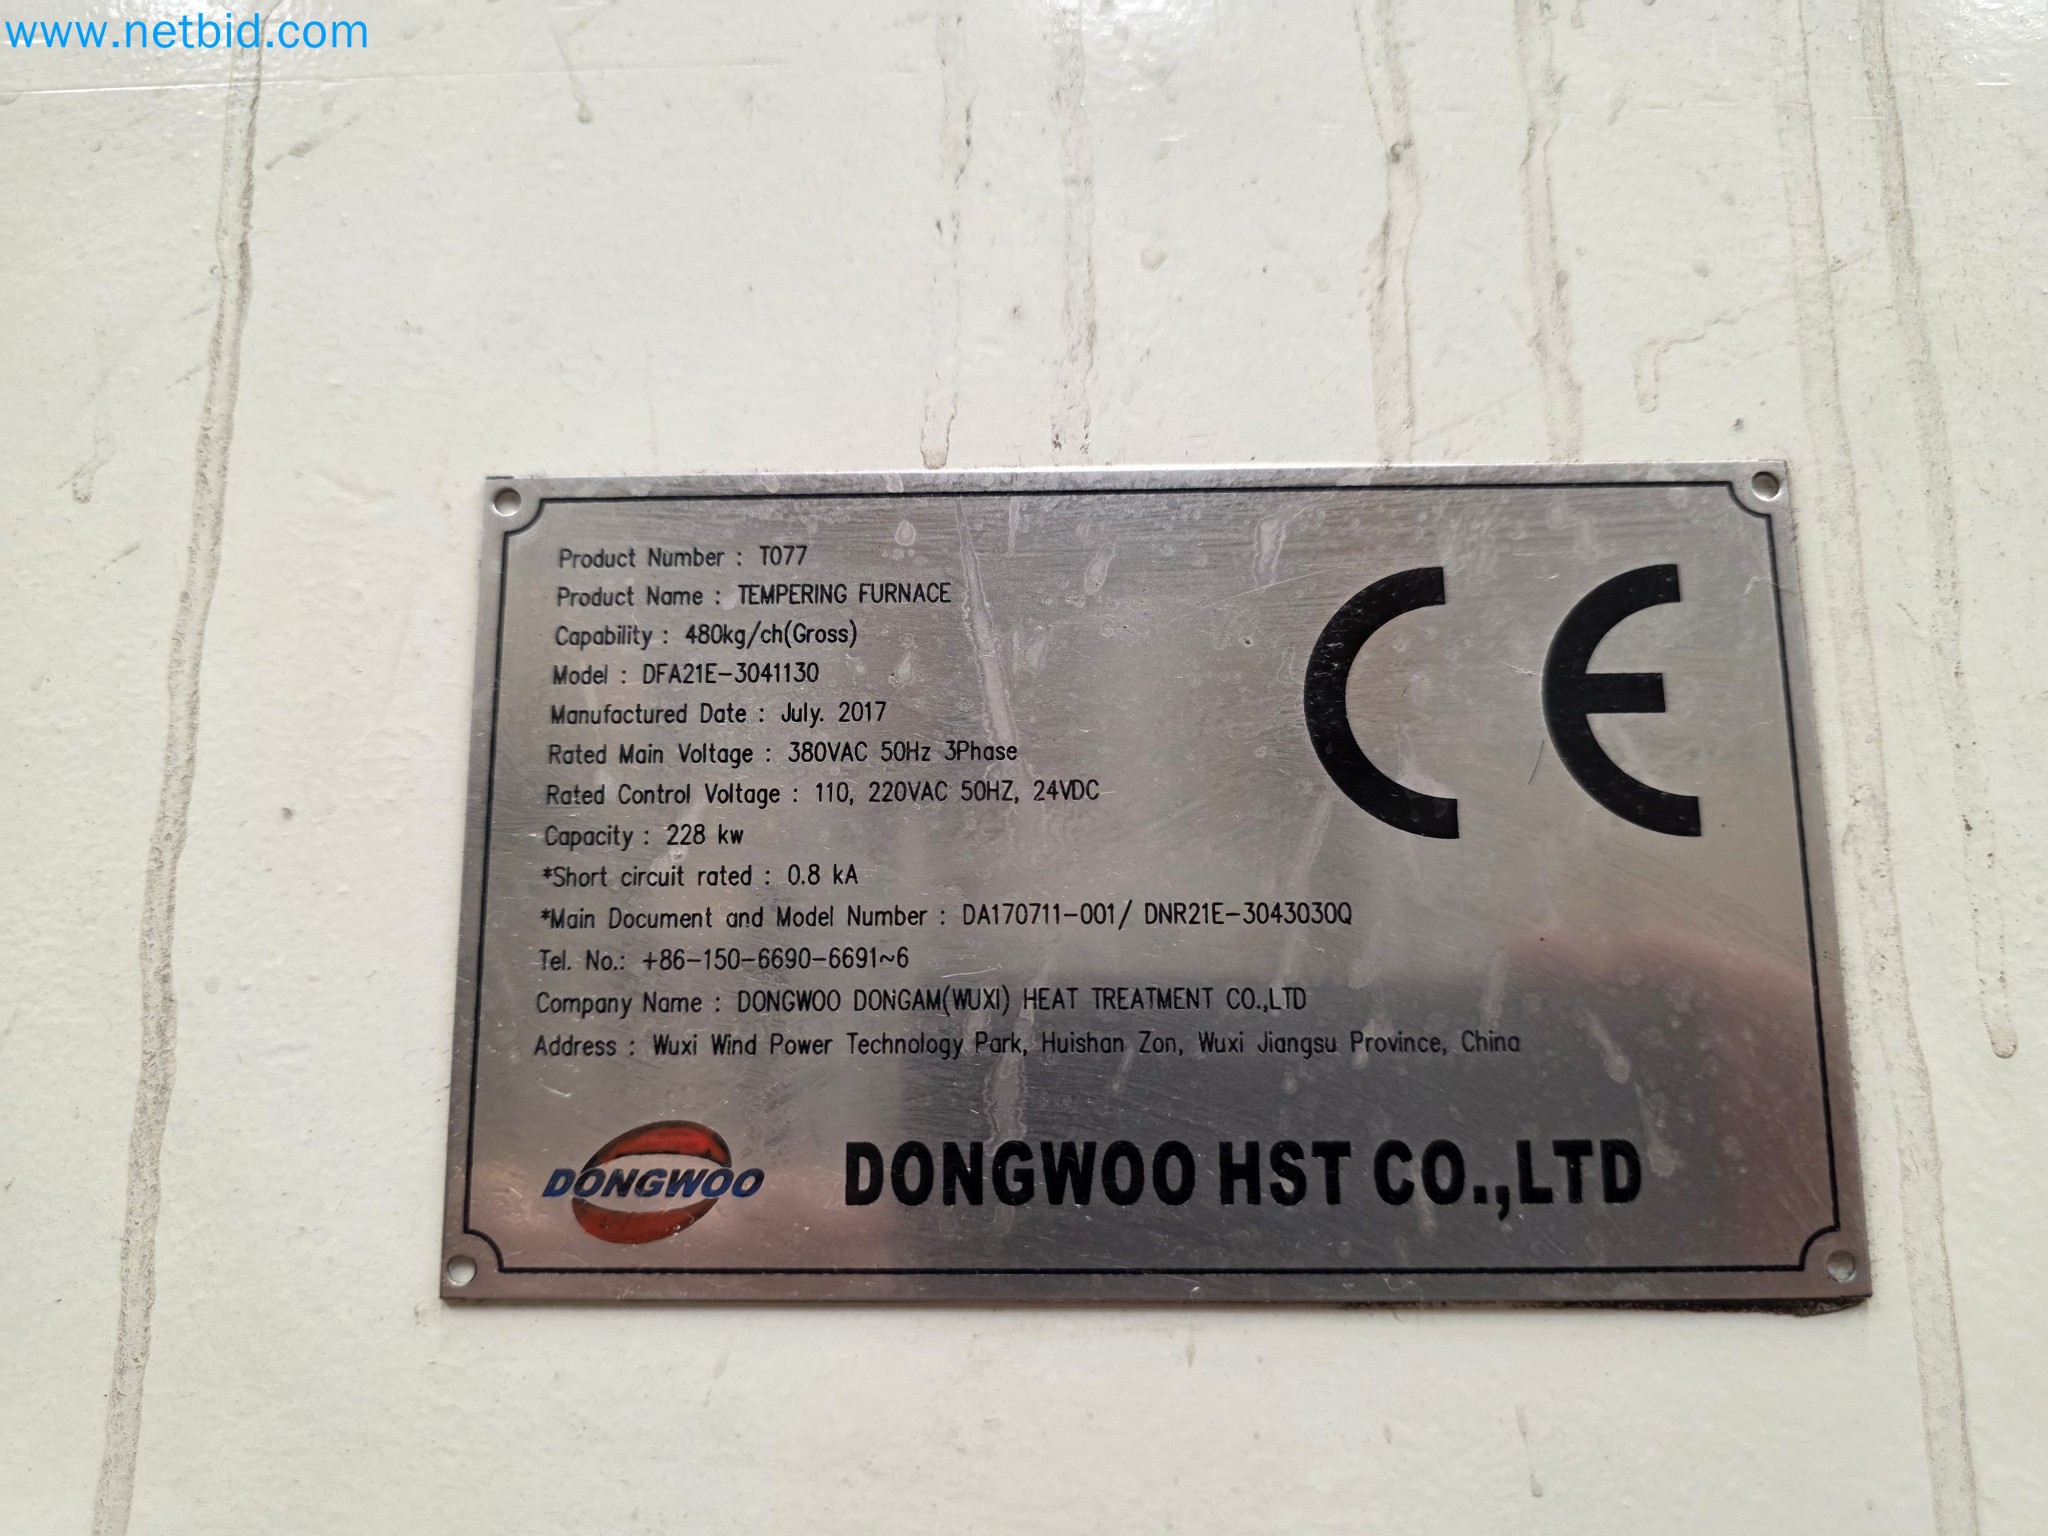 www.netbid.com
Product Number : T077
Product Name : TEMPERING FURNACE
Capability : 480kg/ch(Gross)
Model : DFA21E-3041130
Manufactured Date : July. 2017
Rated Main Voltage : 380VAC 50Hz 3Phase
Rated Control Voltage : 110, 220VAC 50HZ, 24VDC
Capacity : 228 kw
*Short circuit rated : 0.8 kA
*Main Document and Model Number : DA170711-001/ DNR21E-3043030Q
Tel. No.: +86-150-6690-6691~6
Company Name : DONGWOO DONGAM(WUXI) HEAT TREATMENT CO.,LTD
Address : Wuxi Wind Power Technology Park, Huishan Zon, Wuxi Jiangsu Province, China
CE
DONGWOO DONGWOO HST CO.,LTD